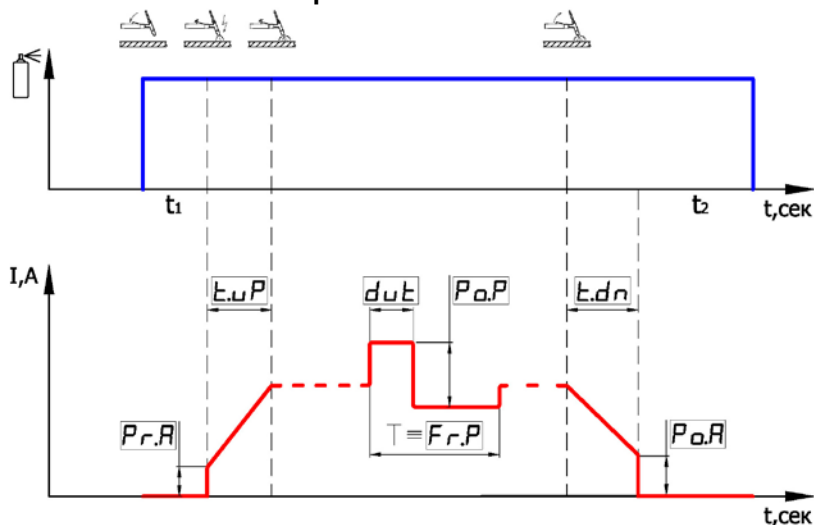 t1
t2
t,сек
I,A
t.uP
dut
Po.P
t.dn
Pr.A
T ≡ Fr.P
Po.A
t,сек